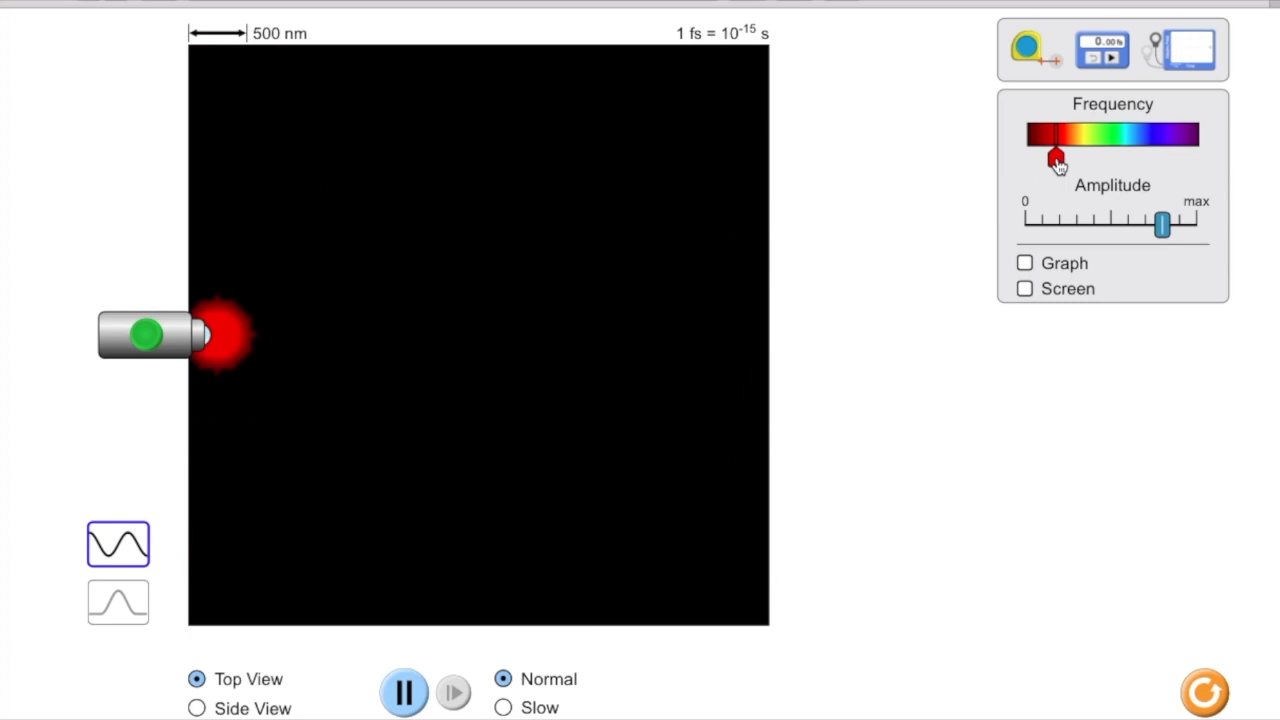 500 nm
1 fs = 10⁻¹⁵ s
0.00 fs
Frequency
Amplitude
0
max
Graph
Screen
Top View
Side View
Normal
Slow